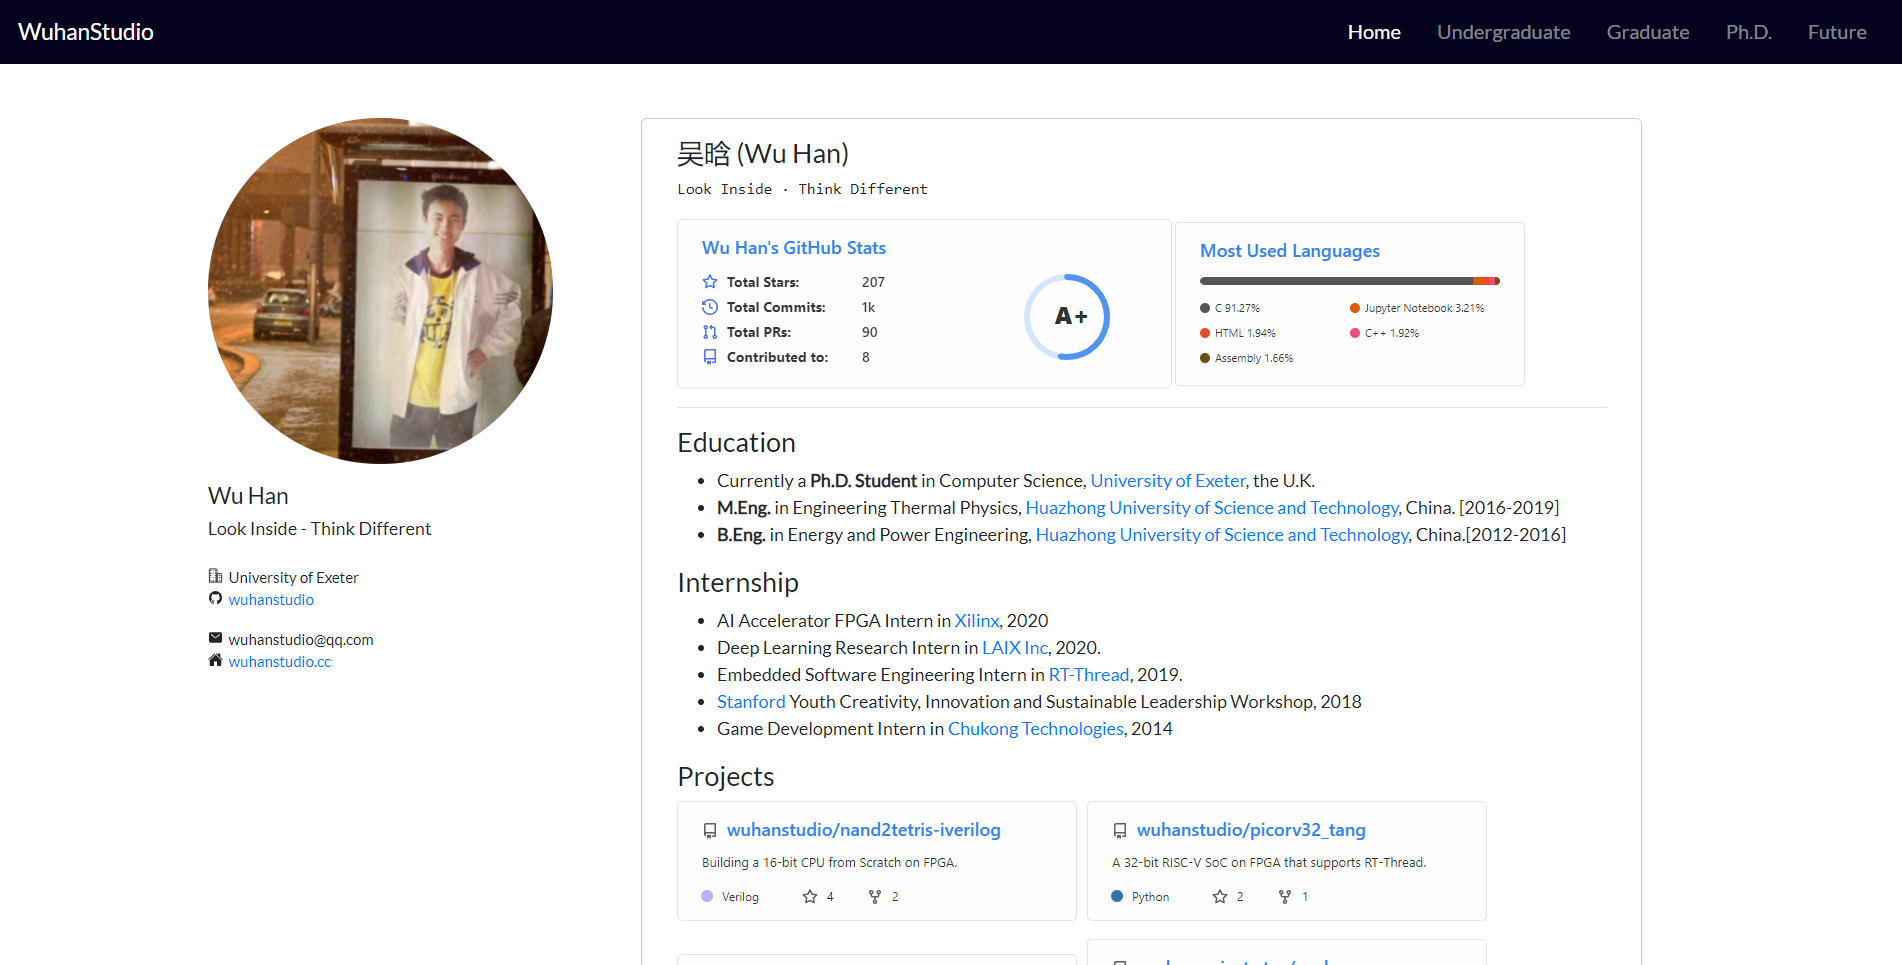 WuhanStudio
Home Undergraduate Graduate Ph.D. Future
Wu Han
Look Inside - Think Different
University of Exeter
wuhanstudio
wuhanstudio@qq.com
wuhanstudio.cc
吴晗 (Wu Han)
Look Inside · Think Different
Wu Han's GitHub Stats
Total Stars: 207
Total Commits: 1k
Total PRs: 90
Contributed to: 8
A+
Most Used Languages
C 91.27%
Jupyter Notebook 3.21%
HTML 1.94%
C++ 1.92%
Assembly 1.66%
Education
Currently a Ph.D. Student in Computer Science, University of Exeter, the U.K.
M.Eng. in Engineering Thermal Physics, Huazhong University of Science and Technology, China. [2016-2019]
B.Eng. in Energy and Power Engineering, Huazhong University of Science and Technology, China.[2012-2016]
Internship
AI Accelerator FPGA Intern in Xilinx, 2020
Deep Learning Research Intern in LAIX Inc, 2020.
Embedded Software Engineering Intern in RT-Thread, 2019.
Stanford Youth Creativity, Innovation and Sustainable Leadership Workshop, 2018
Game Development Intern in Chukong Technologies, 2014
Projects
wuhanstudio/nand2tetris-iverilog
Building a 16-bit CPU from Scratch on FPGA.
Verilog 4 2
wuhanstudio/picorv32_tang
A 32-bit RISC-V SoC on FPGA that supports RT-Thread.
Python 2 1